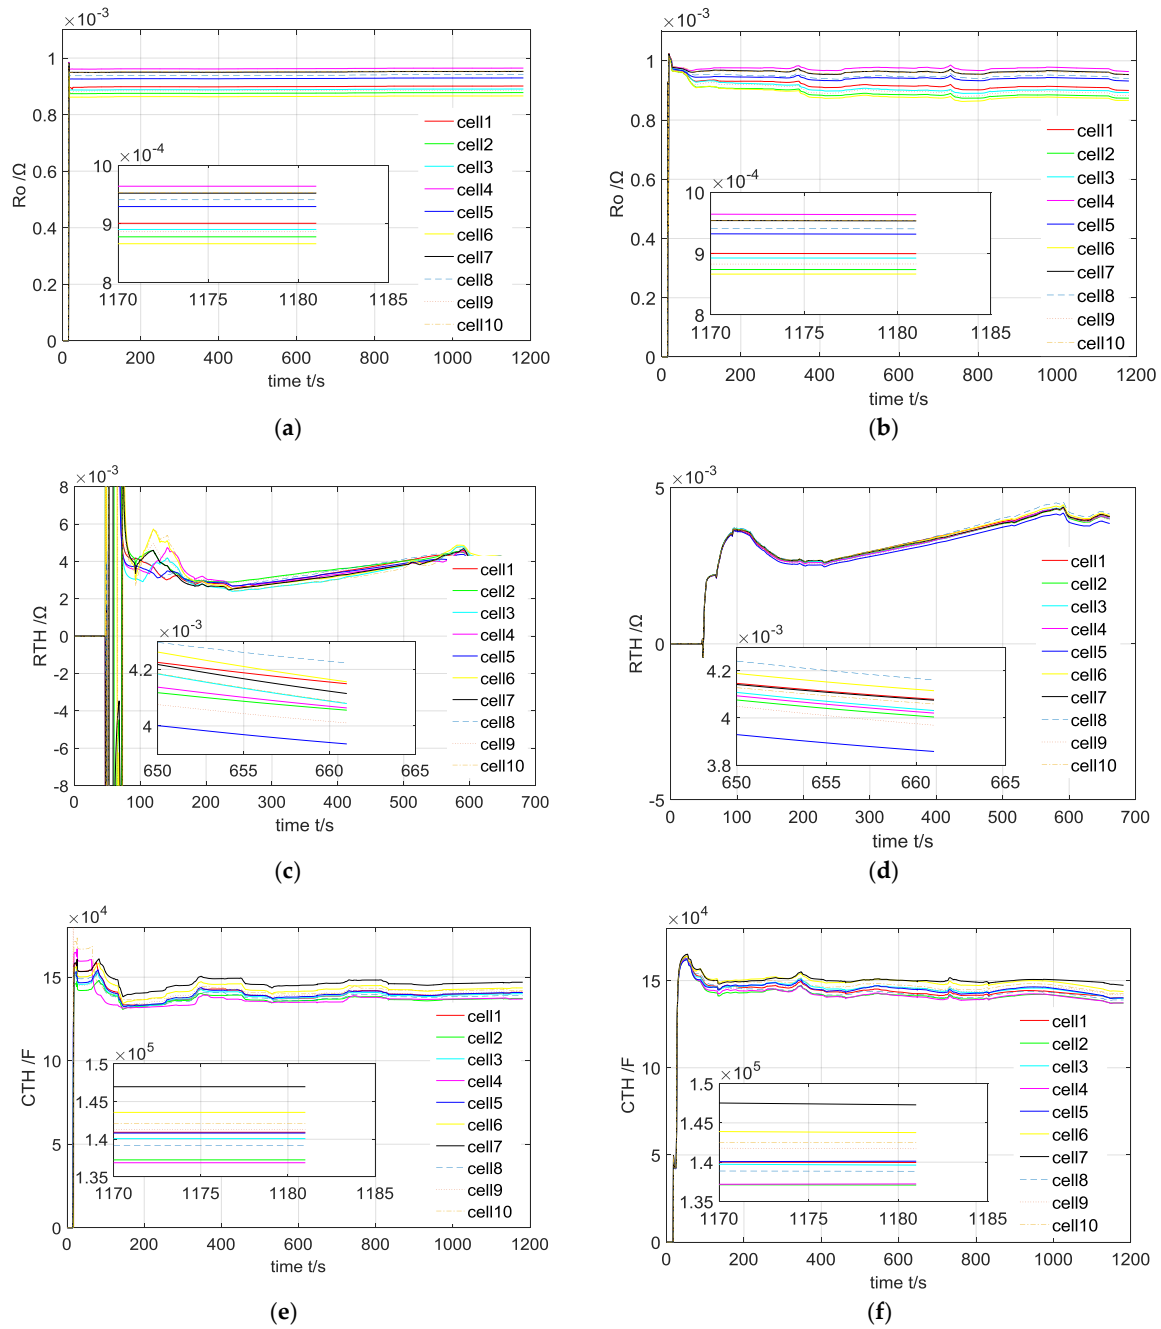 ×10⁻³
1
0.8
0.6
0.4
0.2
0
Ro /Ω
0 200 400 600 800 1000 1200
time t/s
cell1
cell2
cell3
cell4
cell5
cell6
cell7
cell8
cell9
cell10
×10⁻⁴
10
9
8
1170 1175 1180 1185
(a)
×10⁻³
1
0.8
0.6
0.4
0.2
0
Ro /Ω
0 200 400 600 800 1000 1200
time t/s
cell1
cell2
cell3
cell4
cell5
cell6
cell7
cell8
cell9
cell10
×10⁻⁴
10
9
8
1170 1175 1180 1185
(b)
×10⁻³
8
6
4
2
0
-2
-4
-6
-8
RTH /Ω
0 100 200 300 400 500 600 700
time t/s
cell1
cell2
cell3
cell4
cell5
cell6
cell7
cell8
cell9
cell10
×10⁻³
4.2
4
650 655 660 665
(c)
×10⁻³
5
0
-5
RTH /Ω
0 100 200 300 400 500 600 700
time t/s
cell1
cell2
cell3
cell4
cell5
cell6
cell7
cell8
cell9
cell10
×10⁻³
4.2
4
3.8
650 655 660 665
(d)
×10⁴
15
10
5
0
CTH /F
0 200 400 600 800 1000 1200
time t/s
cell1
cell2
cell3
cell4
cell5
cell6
cell7
cell8
cell9
cell10
×10⁵
1.5
1.45
1.4
1.35
1170 1175 1180 1185
(e)
×10⁴
15
10
5
0
CTH /F
0 200 400 600 800 1000 1200
time t/s
cell1
cell2
cell3
cell4
cell5
cell6
cell7
cell8
cell9
cell10
×10⁵
1.5
1.45
1.4
1.35
1170 1175 1180 1185
(f)